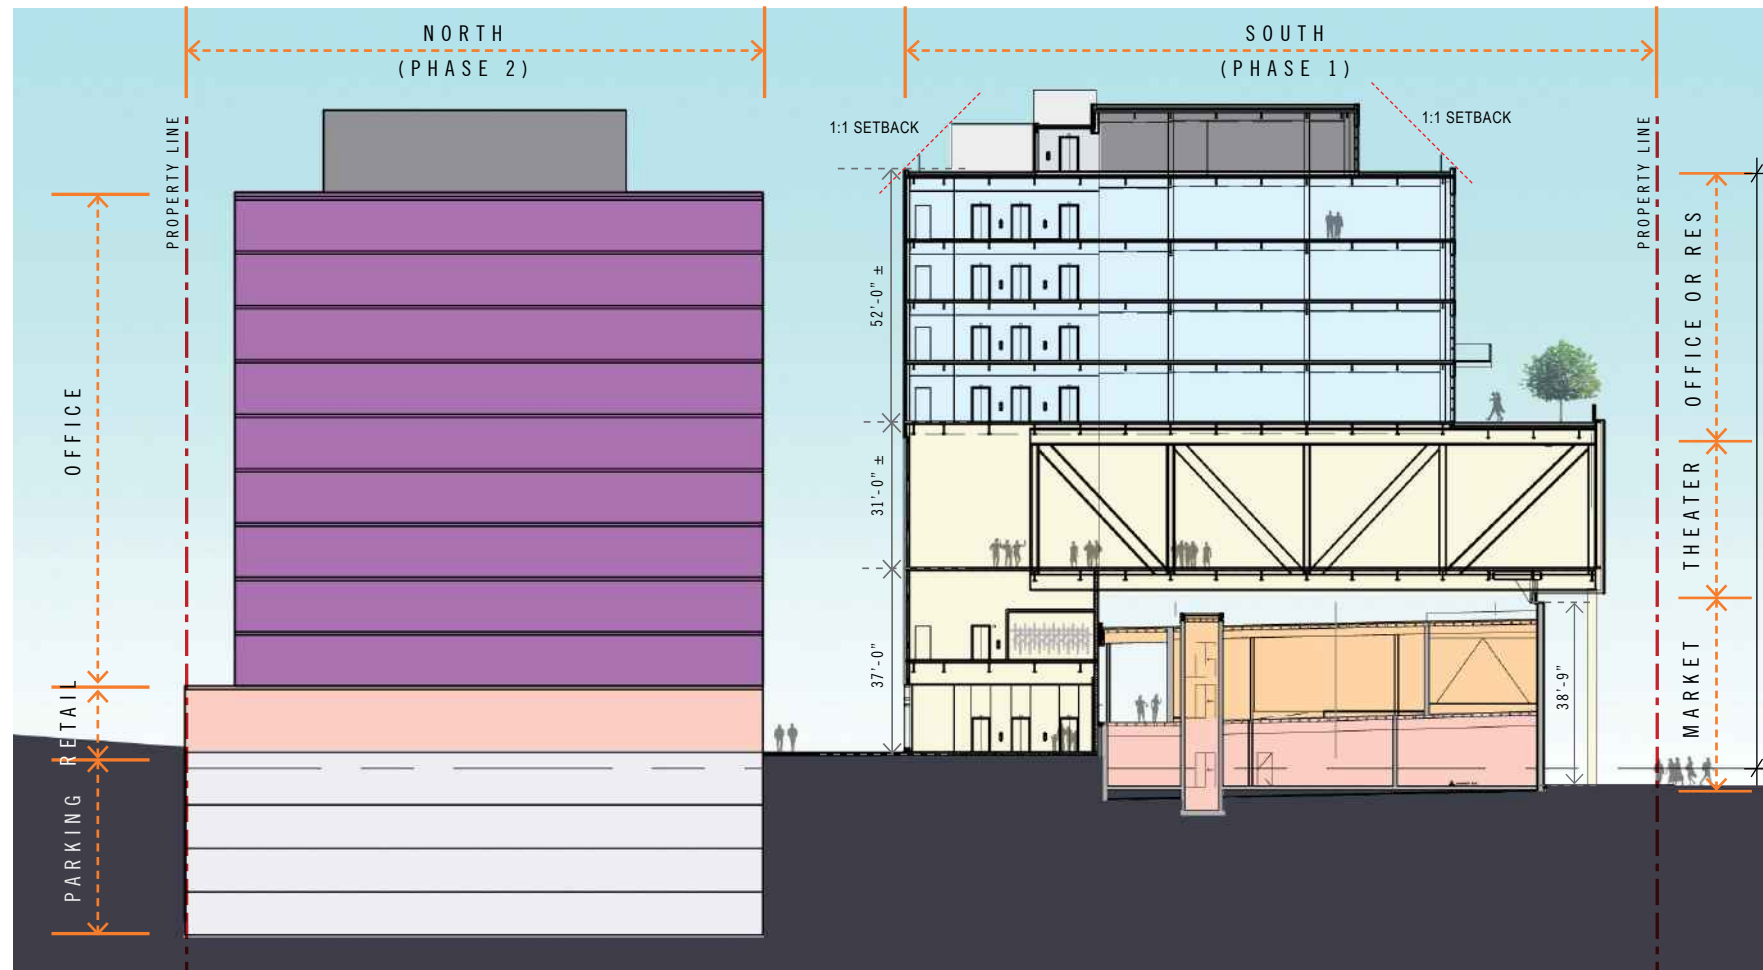 NORTH
(PHASE 2)
SOUTH
(PHASE 1)
PROPERTY LINE
1:1 SETBACK
1:1 SETBACK
PROPERTY LINE
OFFICE
RETAIL
PARKING
52'-0" ±
31'-0" ±
37'-0"
38'-9"
OFFICE OR RES
THEATER
MARKET